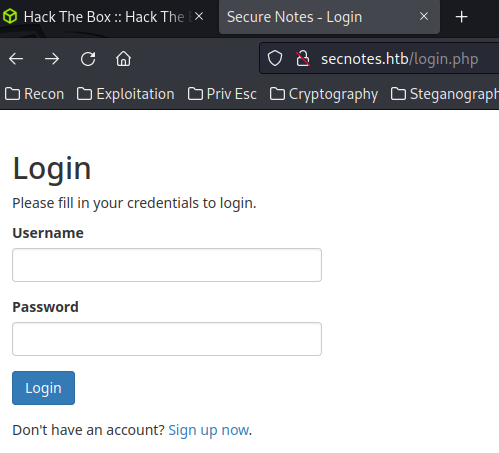 Hack The Box :: Hack The
Secure Notes - Login
secnotes.htb/login.php
Recon
Exploitation
Priv Esc
Cryptography
Steganograph
Login
Please fill in your credentials to login.
Username
Password
Login
Don't have an account? Sign up now.